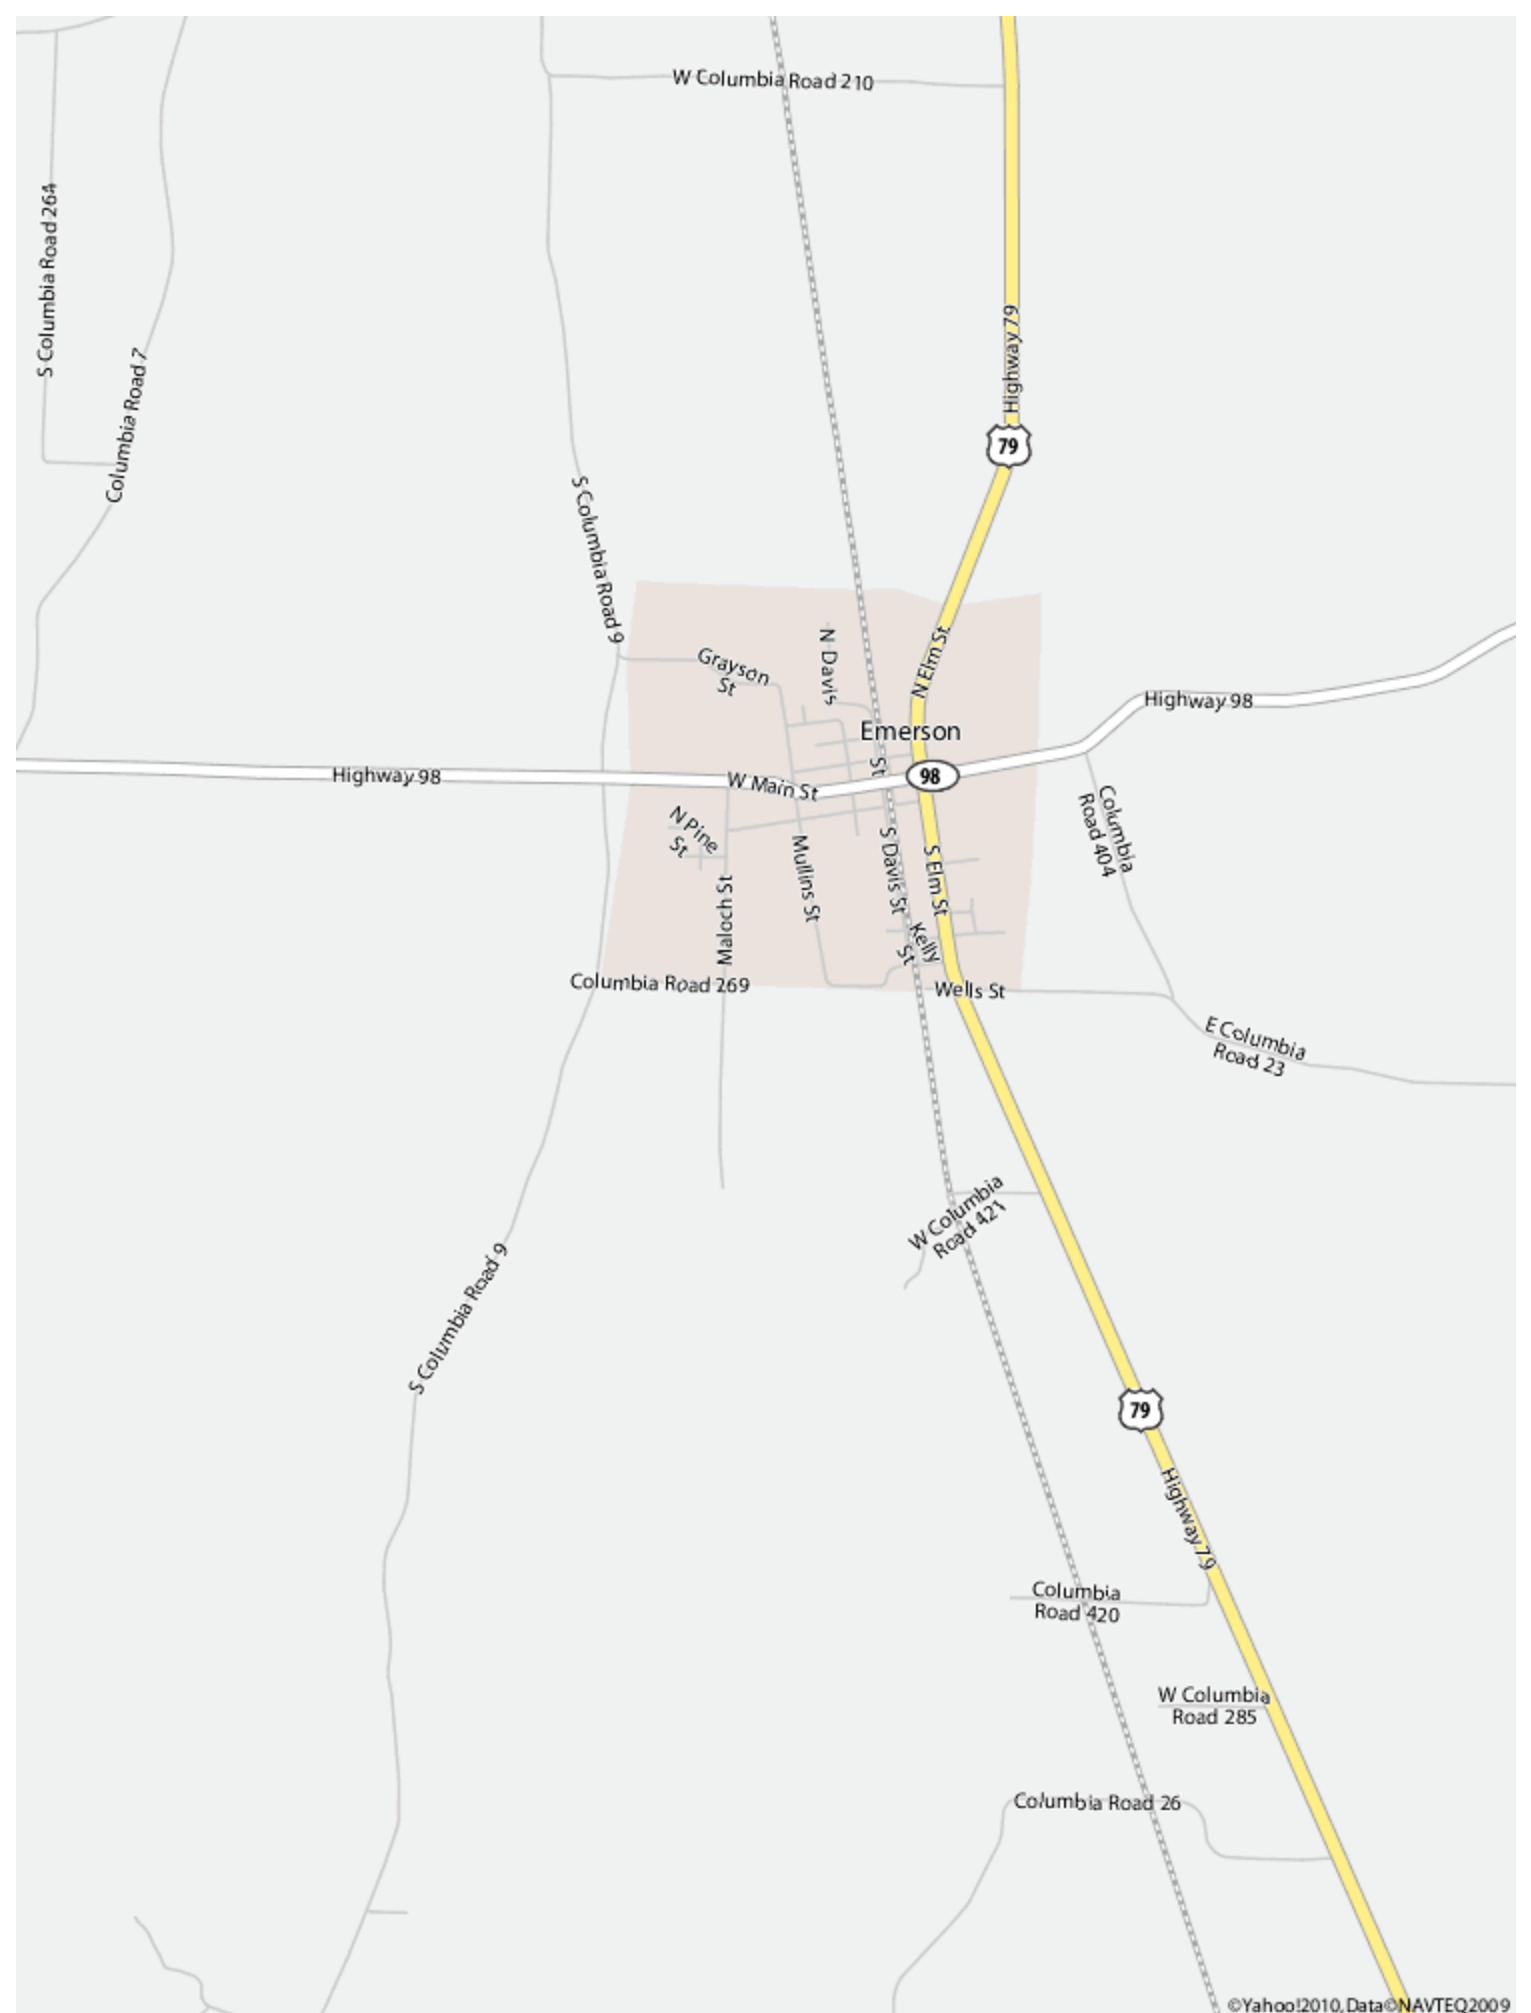 W Columbia Road 210
S Columbia Road 264
Highway 79
Columbia Road 7
79
S Columbia Road 9
N Davis
St
N Elm St
Grayson
St
Highway 98
Emerson
Highway 98
W Main St
98
Columbia
Road 404
N Pine
St
Mullins St
S Davis St
S Elm St
Maloch St
Kelly
St
Columbia Road 269
Wells St
E Columbia
Road 23
W Columbia
Road 421
S Columbia Road 9
79
Highway 79
Columbia
Road 420
W Columbia
Road 285
Columbia Road 26
©Yahoo!2010, Data©NAVTEQ2009